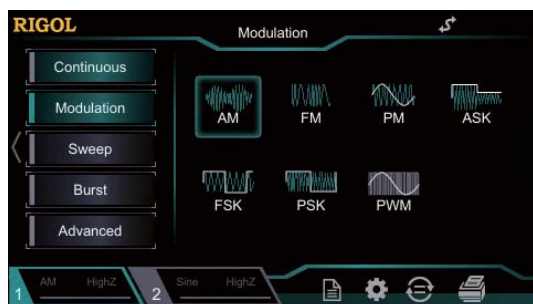 RIGOL
Modulation
Continuous
Modulation
Sweep
Burst
Advanced
AM
FM
PM
ASK
FSK
PSK
PWM
1
AM
HighZ
2
Sine
HighZ